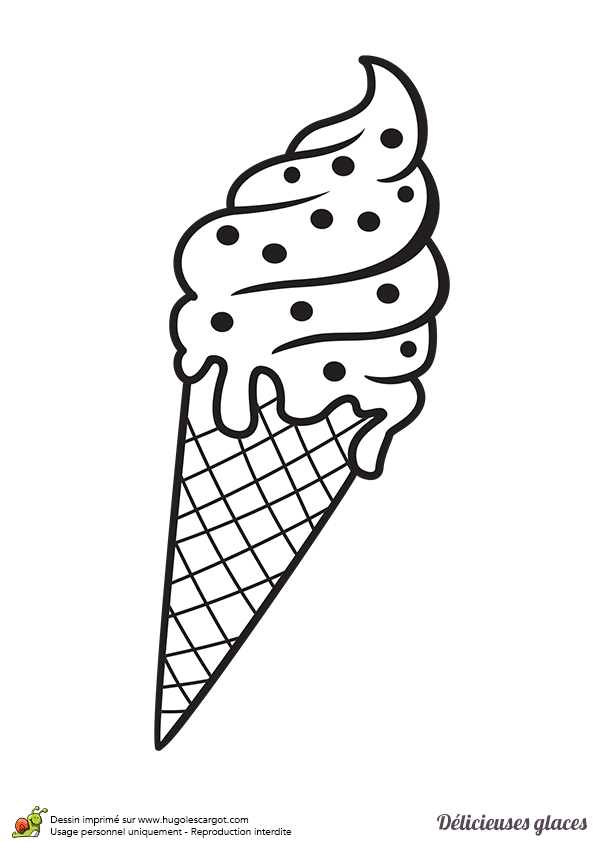 Dessin imprimé sur www.hugolescargot.com
Usage personnel uniquement - Reproduction interdite
Délicieuses glaces